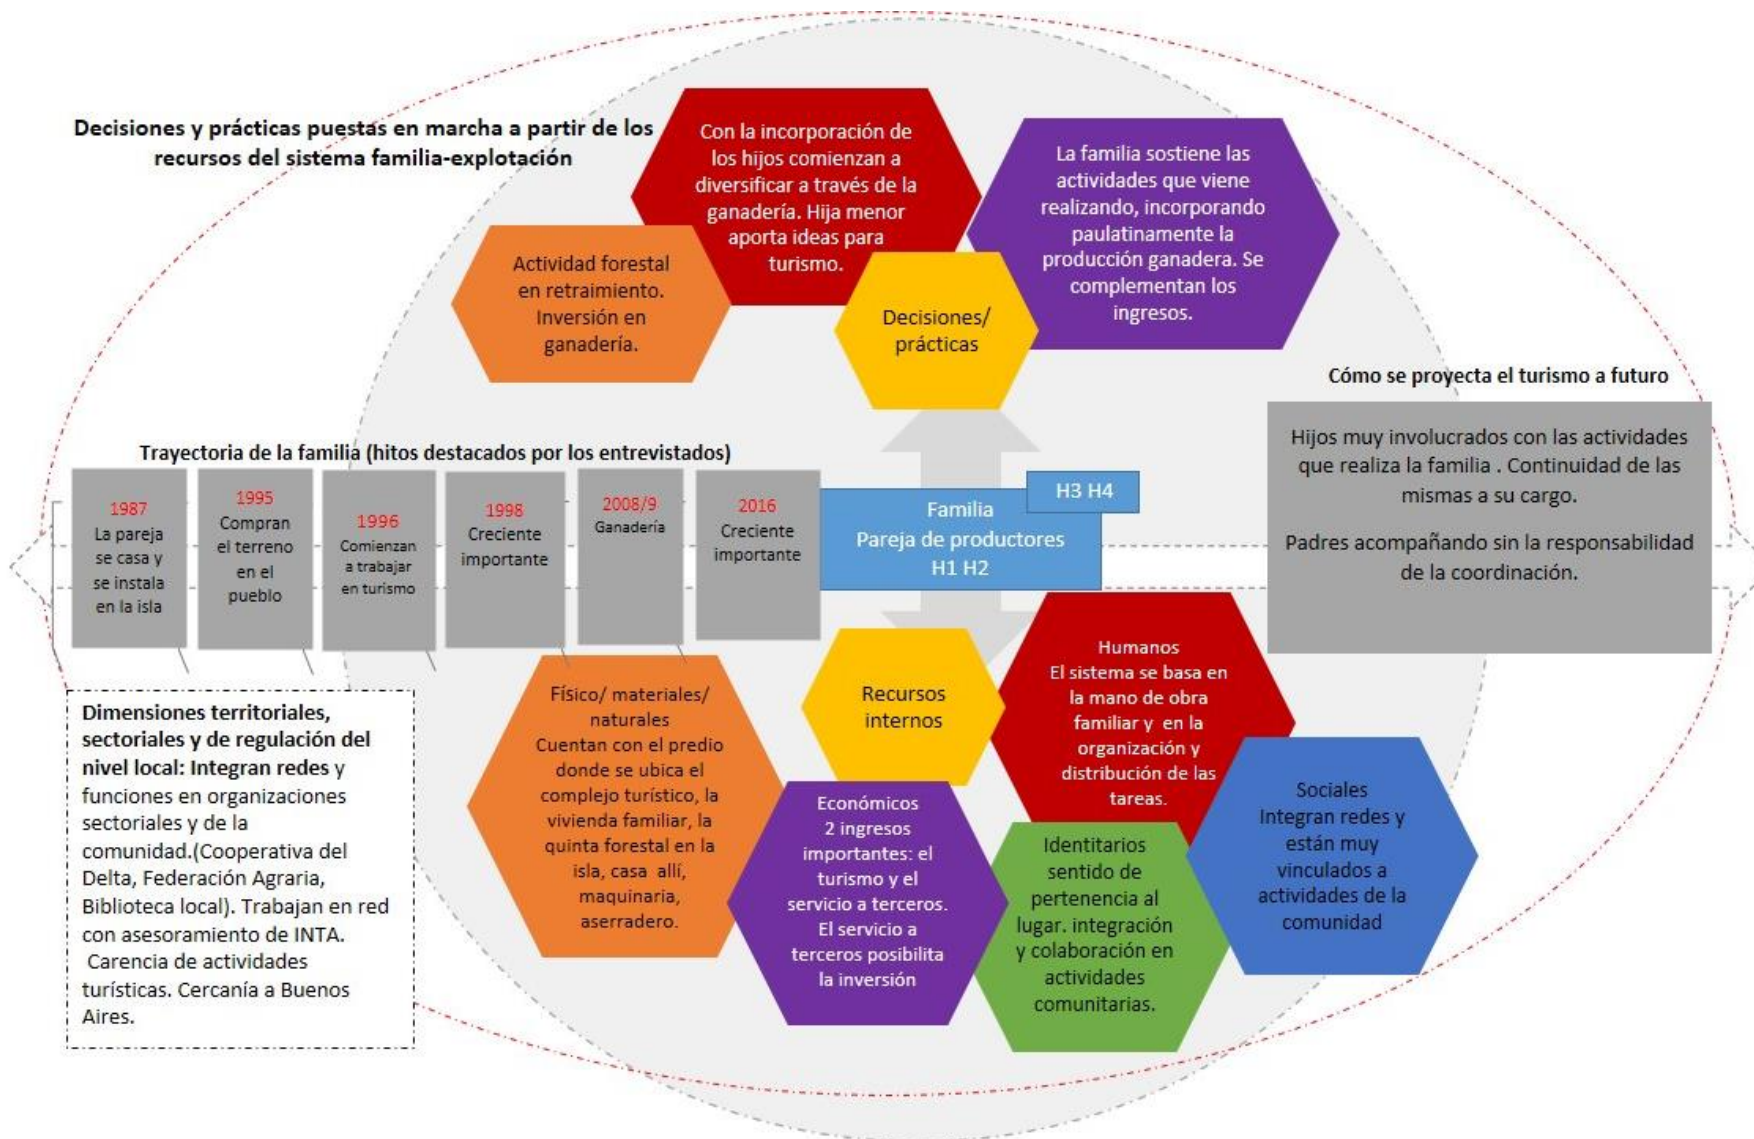 Decisiones y prácticas puestas en marcha a partir de los
recursos del sistema familia-explotación
Con la incorporación de
los hijos comienzan a
diversificar a través de la
ganadería. Hija menor
aporta ideas para
turismo.
La familia sostiene las
actividades que viene
realizando, incorporando
paulatinamente la
producción ganadera. Se
complementan los
ingresos.
Actividad forestal
en retraimiento.
Inversión en
ganadería.
Decisiones/
prácticas
Cómo se proyecta el turismo a futuro
Hijos muy involucrados con las actividades
que realiza la familia . Continuidad de las
mismas a su cargo.
Padres acompañando sin la responsabilidad
de la coordinación.
Trayectoria de la familia (hitos destacados por los entrevistados)
1987
La pareja
se casa y
se instala
en la isla
1995
Compran
el terreno
en el
pueblo
1996
Comienzan
a trabajar
en turismo
1998
Creciente
importante
2008/9
Ganadería
2016
Creciente
importante
H3 H4
Familia
Pareja de productores
H1 H2
Dimensiones territoriales,
sectoriales y de regulación del
nivel local: Integran redes y
funciones en organizaciones
sectoriales y de la
comunidad.(Cooperativa del
Delta, Federación Agraria,
Biblioteca local). Trabajan en red
con asesoramiento de INTA.
Carencia de actividades
turísticas. Cercanía a Buenos
Aires.
Físico/ materiales/
naturales
Cuentan con el predio
donde se ubica el
complejo turístico, la
vivienda familiar, la
quinta forestal en la
isla, casa allí,
maquinaria,
aserradero.
Recursos
internos
Humanos
El sistema se basa en
la mano de obra
familiar y en la
organización y
distribución de las
tareas.
Económicos
2 ingresos
importantes: el
turismo y el
servicio a terceros.
El servicio a
terceros posibilita
la inversión
Identitarios
sentido de
pertenencia al
lugar. integración
y colaboración en
actividades
comunitarias.
Sociales
Integran redes y
están muy
vinculados a
actividades de la
comunidad